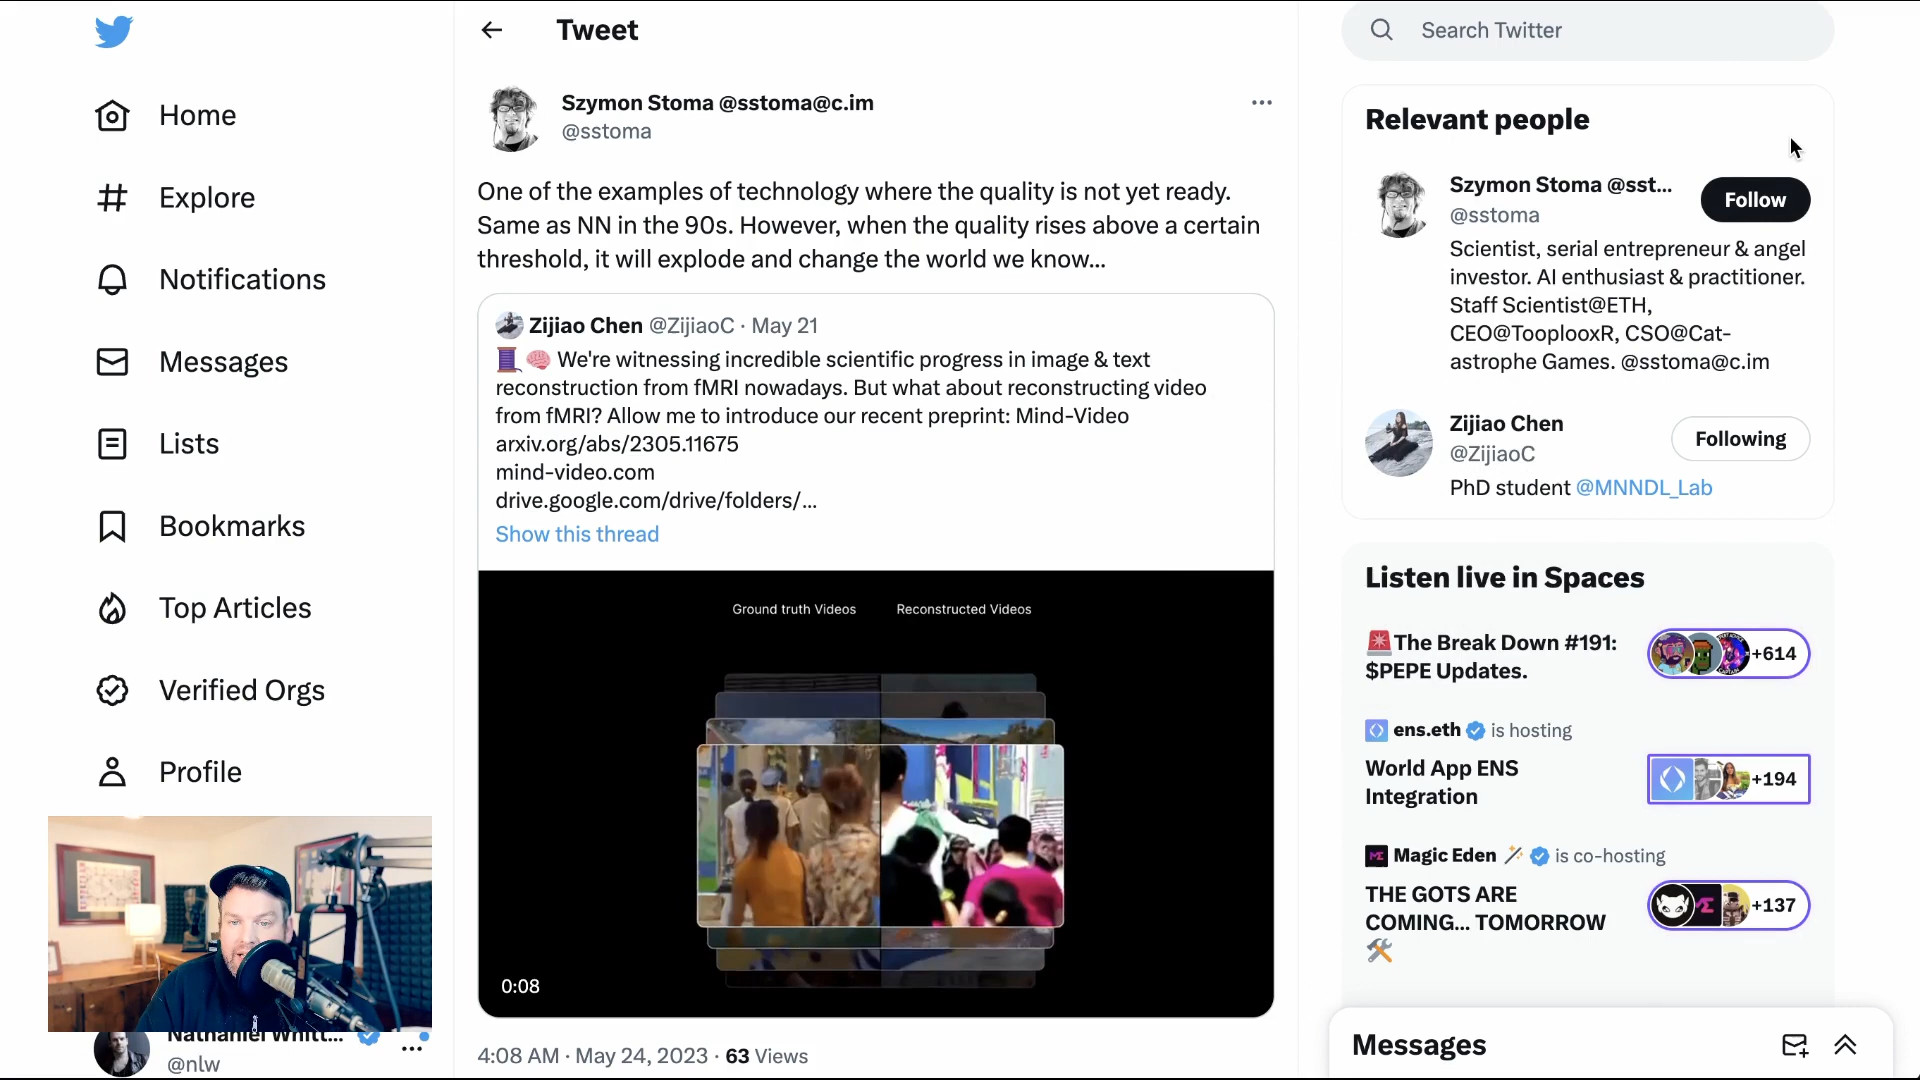 Home
Explore
Notifications
Messages
Lists
Bookmarks
Top Articles
Verified Orgs
Profile
Nathaniel Whitt...
@nlw
Tweet
Szymon Stoma @sstoma@c.im
@sstoma
One of the examples of technology where the quality is not yet ready.
Same as NN in the 90s. However, when the quality rises above a certain
threshold, it will explode and change the world we know...
Zijiao Chen @ZijiaoC · May 21
We're witnessing incredible scientific progress in image & text
reconstruction from fMRI nowadays. But what about reconstructing video
from fMRI? Allow me to introduce our recent preprint: Mind-Video
arxiv.org/abs/2305.11675
mind-video.com
drive.google.com/drive/folders/...
Show this thread
Ground truth Videos Reconstructed Videos
0:08
4:08 AM · May 24, 2023 · 63 Views
Search Twitter
Relevant people
Szymon Stoma @sst...
@sstoma
Follow
Scientist, serial entrepreneur & angel
investor. AI enthusiast & practitioner.
Staff Scientist@ETH,
CEO@TooplooxR, CSO@Cat-
astrophe Games. @sstoma@c.im
Zijiao Chen
@ZijiaoC
Following
PhD student @MNNDL_Lab
Listen live in Spaces
The Break Down #191:
$PEPE Updates.
+614
ens.eth is hosting
World App ENS
Integration
+194
Magic Eden is co-hosting
THE GOTS ARE
COMING... TOMORROW
+137
Messages